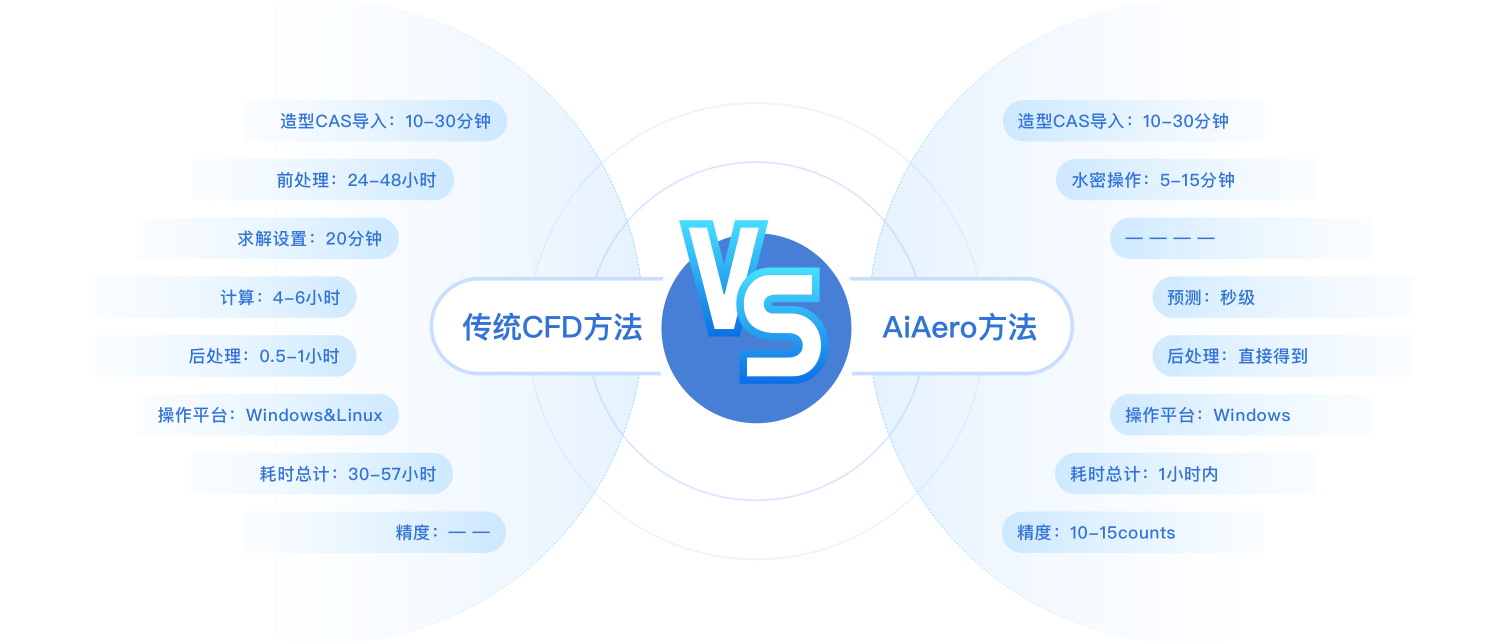 造型CAS导入：10-30分钟
前处理：24-48小时
求解设置：20分钟
计算：4-6小时
后处理：0.5-1小时
操作平台：Windows&Linux
耗时总计：30-57小时
精度：— —
传统CFD方法
VS
AiAero方法
造型CAS导入：10-30分钟
水密操作：5-15分钟
— — — —
预测：秒级
后处理：直接得到
操作平台：Windows
耗时总计：1小时内
精度：10-15counts